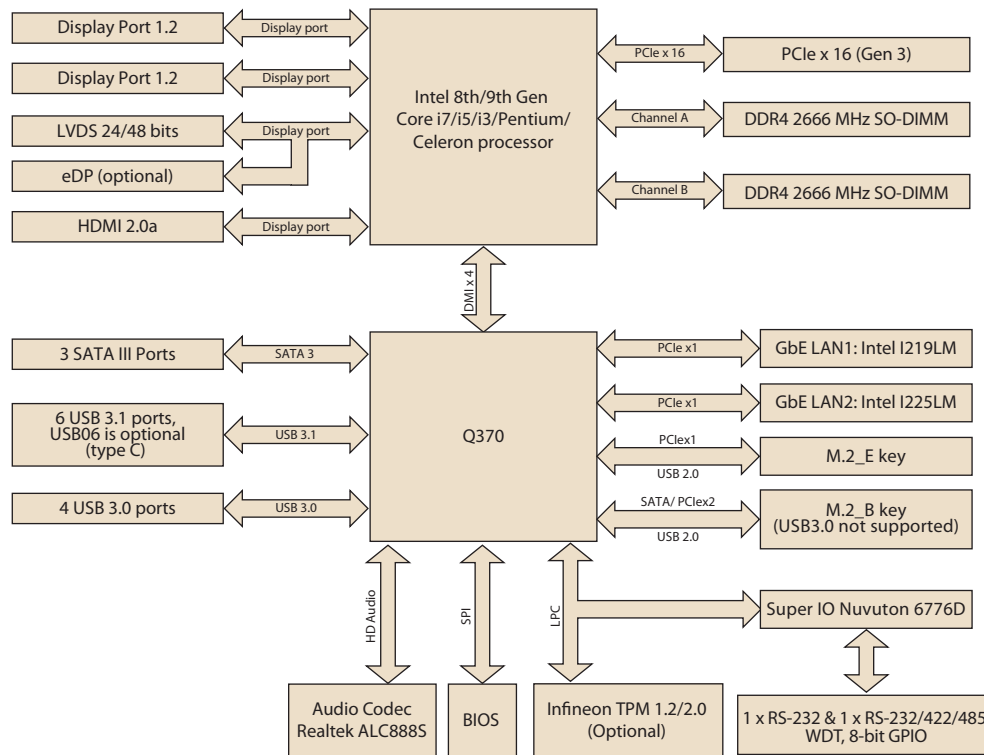 Display Port 1.2
Display port
Display Port 1.2
Display port
LVDS 24/48 bits
Display port
eDP (optional)
HDMI 2.0a
Display port
Intel 8th/9th Gen
Core i7/i5/i3/Pentium/
Celeron processor
PCIe x 16
PCIe x 16 (Gen 3)
Channel A
DDR4 2666 MHz SO-DIMM
Channel B
DDR4 2666 MHz SO-DIMM
DMI x 4
3 SATA III Ports
SATA 3
6 USB 3.1 ports,
USB06 is optional
(type C)
USB 3.1
4 USB 3.0 ports
USB 3.0
Q370
PCIe x1
GbE LAN1: Intel I219LM
PCIe x1
GbE LAN2: Intel I225LM
PCIex1
USB 2.0
M.2_E key
SATA/ PCIex2
USB 2.0
M.2_B key
(USB3.0 not supported)
HD Audio
SPI
LPC
Super IO Nuvuton 6776D
Audio Codec
Realtek ALC888S
BIOS
Infineon TPM 1.2/2.0
(Optional)
1 x RS-232 & 1 x RS-232/422/485
WDT, 8-bit GPIO